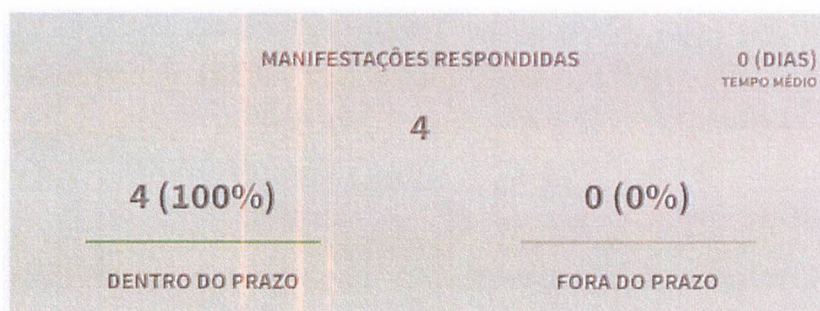 MANIFESTAÇÕES RESPONDIDAS
0 (DIAS)
TEMPO MÉDIO
4
4 (100%)
0 (0%)
DENTRO DO PRAZO
FORA DO PRAZO